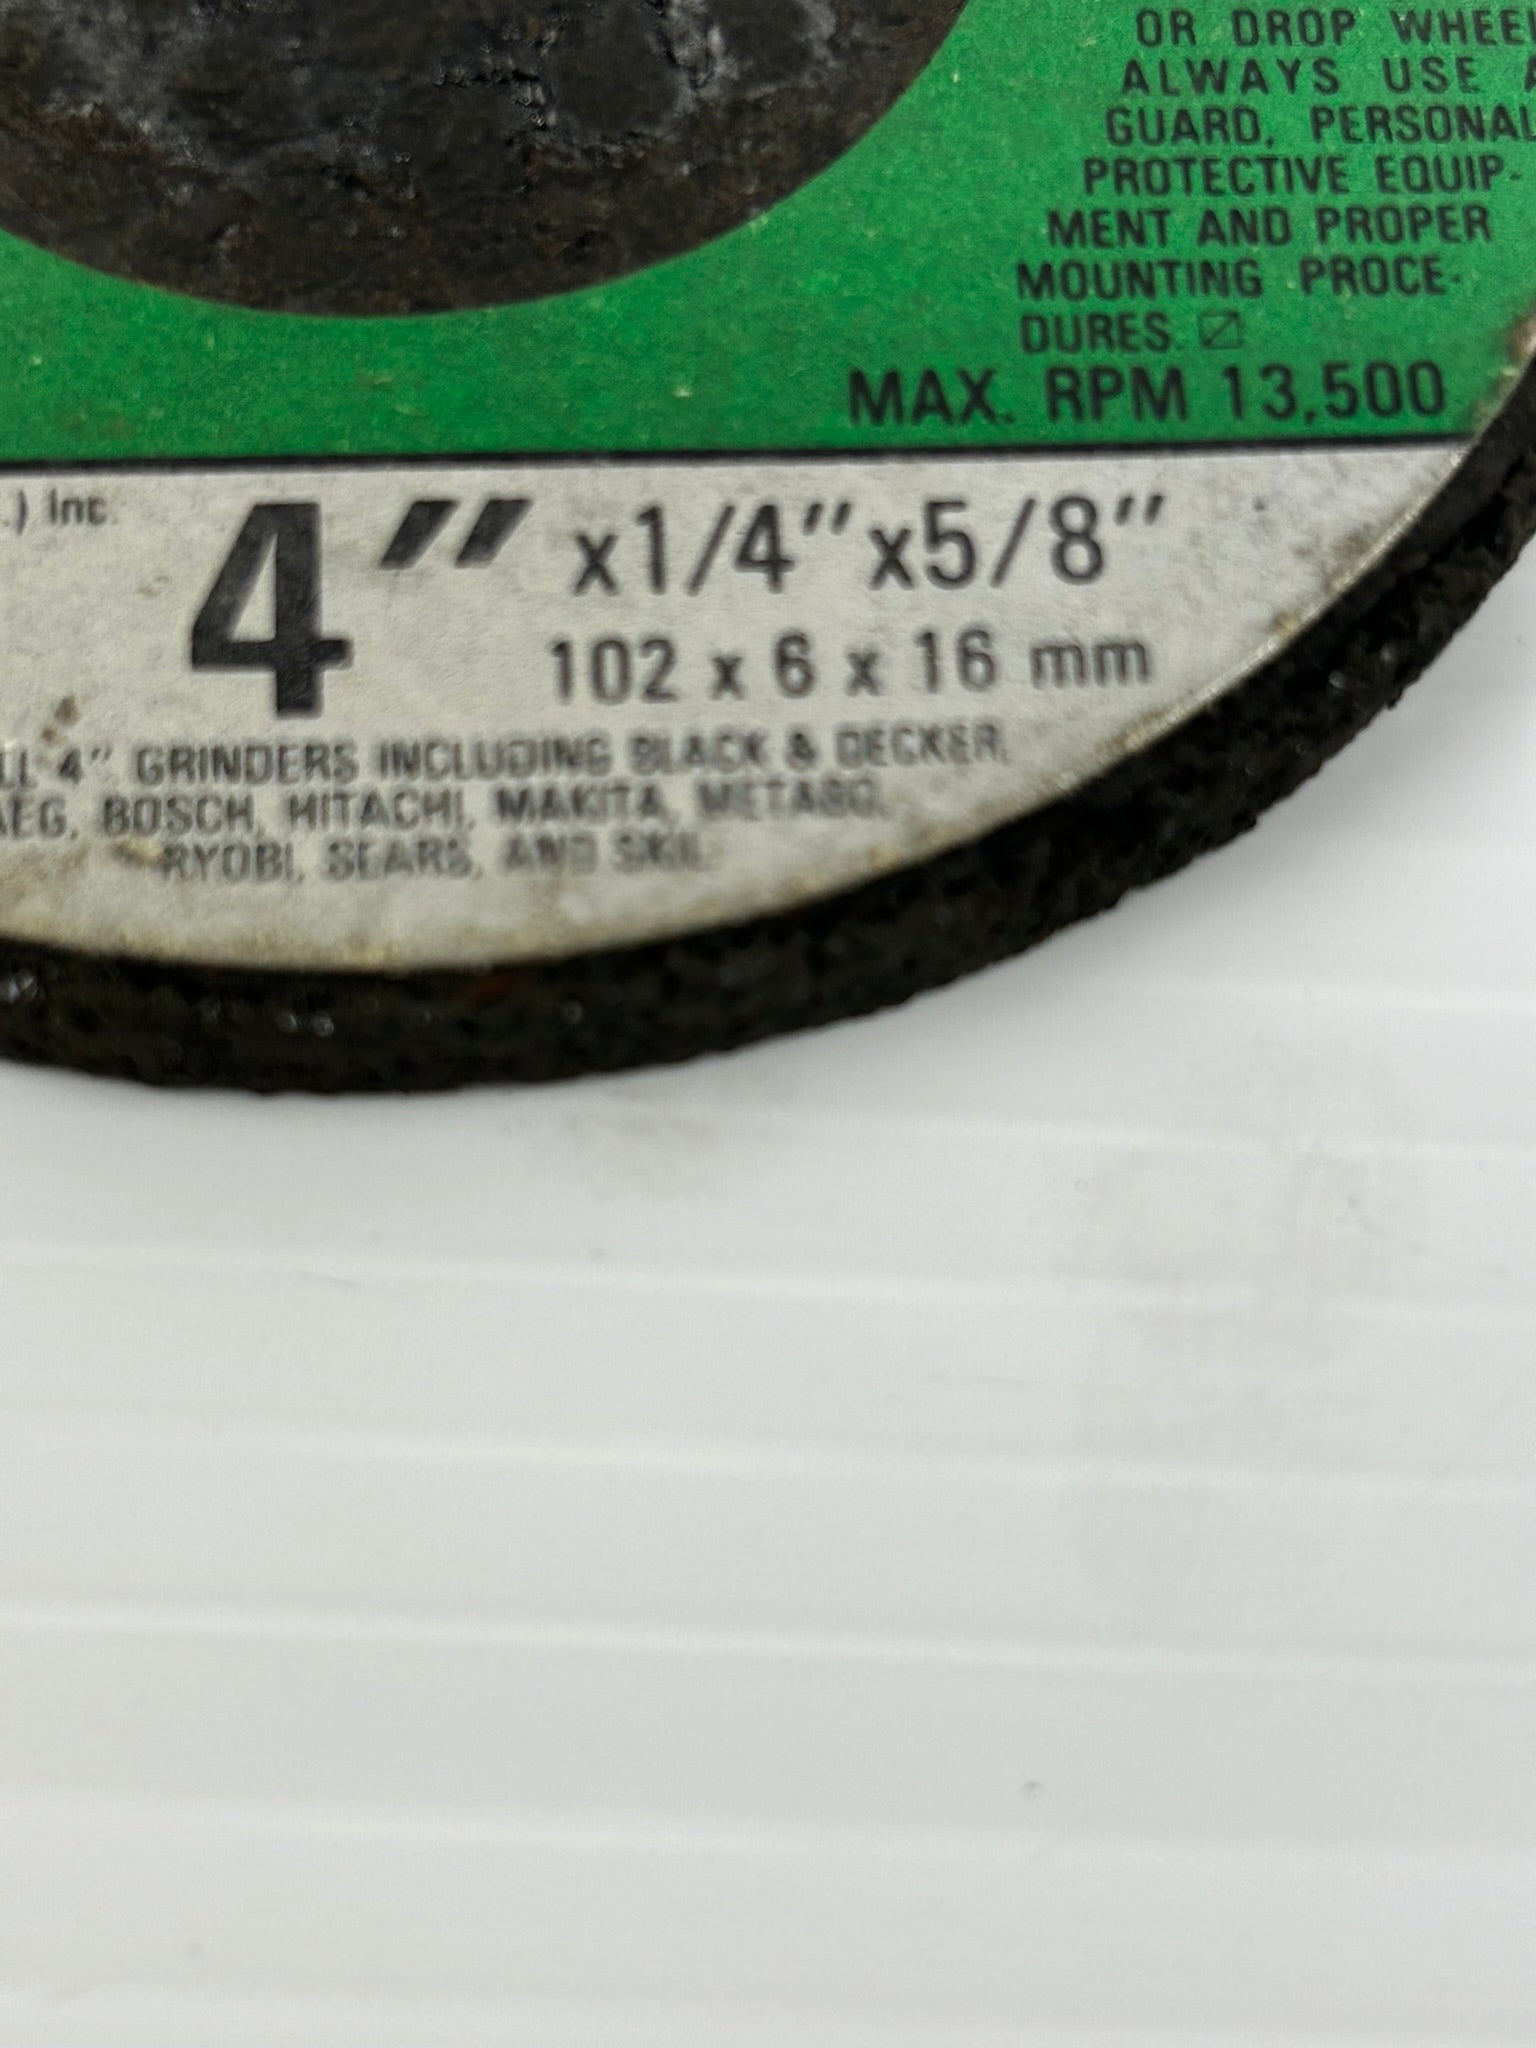 OR DROP WHEE
ALWAYS USE
GUARD, PERSONAL
PROTECTIVE EQUIP-
MENT AND PROPER
MOUNTING PROCE-
DURES.
MAX. RPM 13,500
.) Inc.
4" x1/4"x5/8"
102 x 6 x 16 mm
LL 4" GRINDERS INCLUDING BLACK & DECKER,
AEG, BOSCH, HITACHI, MAKITA, METABO,
RYOBI, SEARS, AND SKIL.